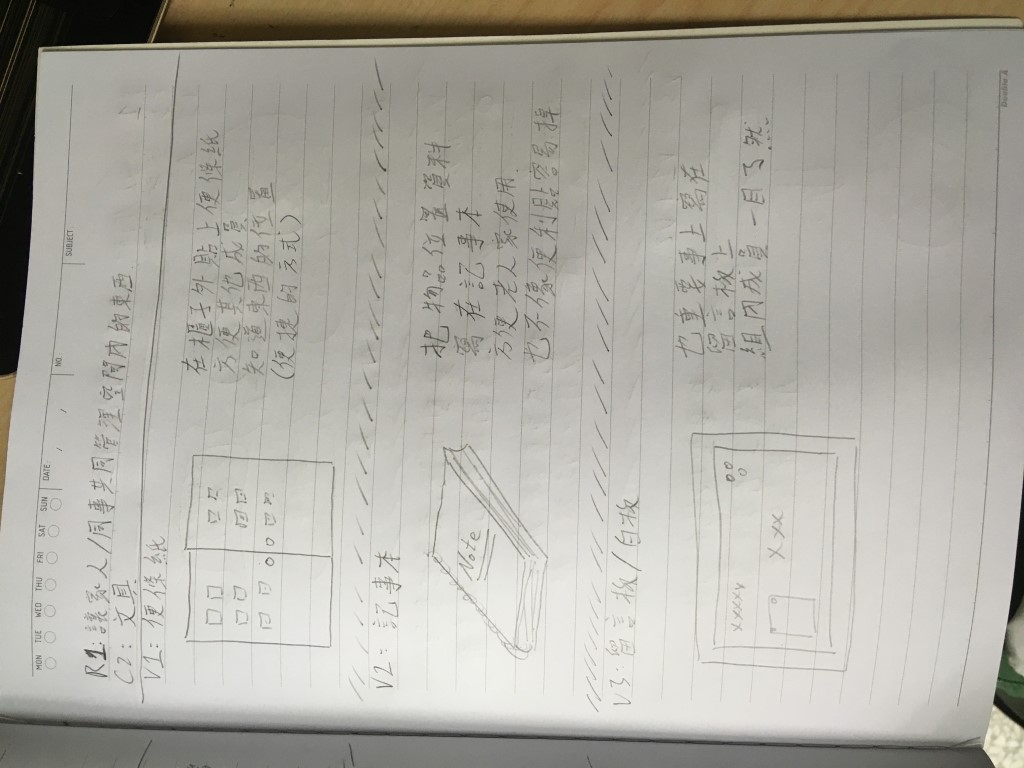 MON TUE WED THU FRI SAT SUN DATE: / / NO. SUBJECT
R1: 讓家人/同事共同管理空間內的東西.
C2: 文具
V1: 便條紙
在櫃子外貼上便條紙
方便其他成員
知道東西的位置
(便捷的方式)
V2: 記事本
Note
把物品位置資料
寫在記事本
方便老人家使用.
也不像便利貼容易掉
V3: 留言板/白板
xxxxx
xxx
也重要事上寫在
留言板上
組內成員一目了然
Double A